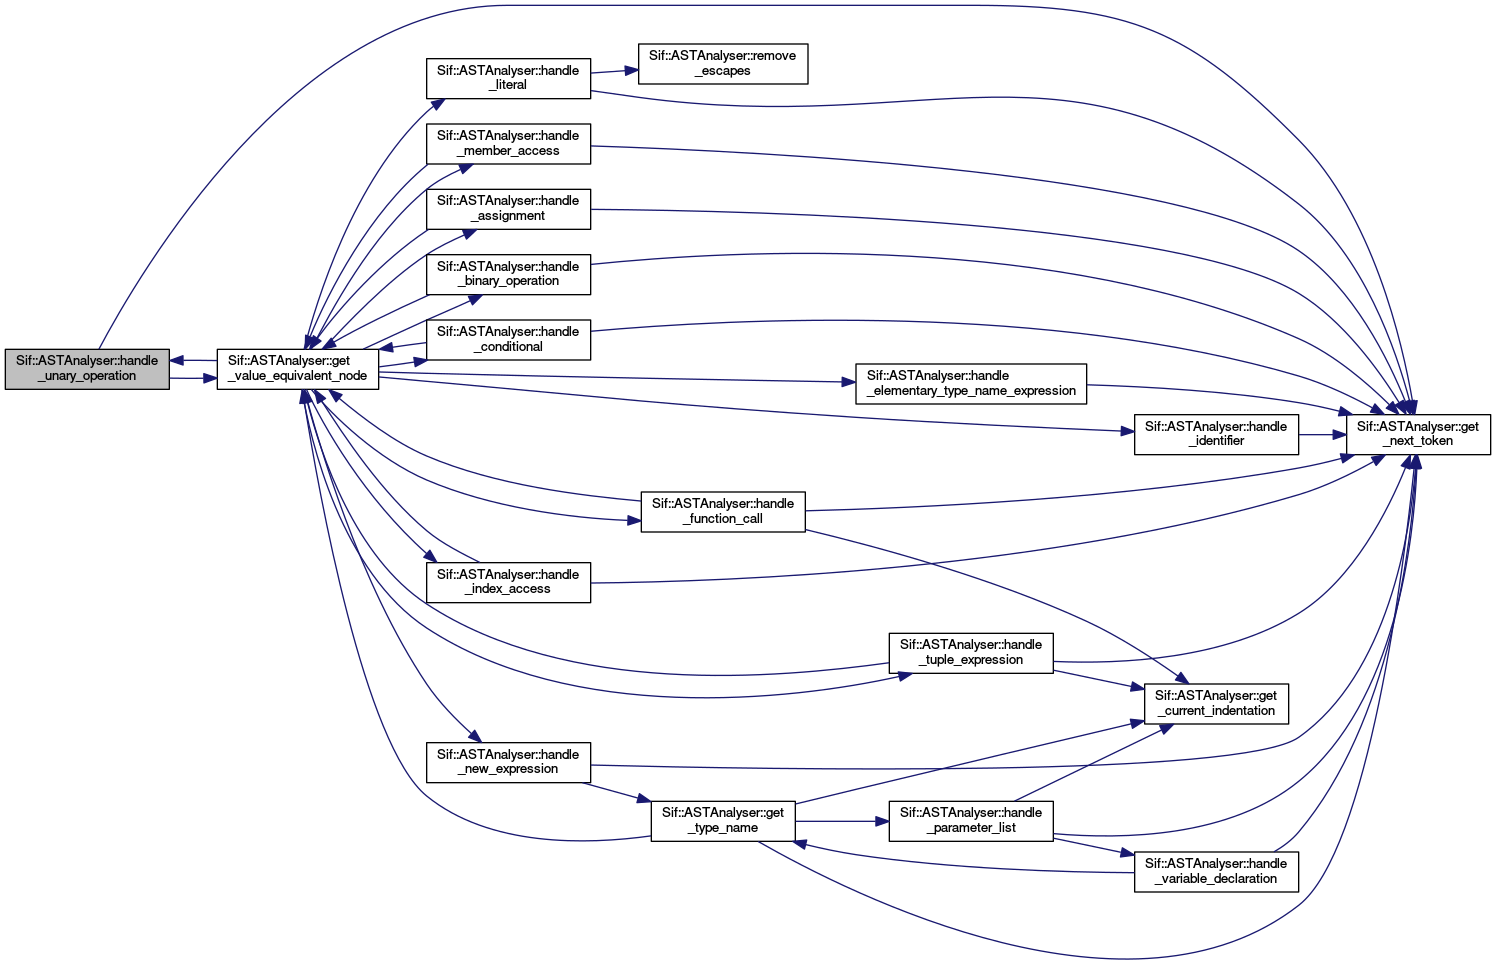 Sif::ASTAnalyser::remove
_escapes
Sif::ASTAnalyser::handle
_literal
Sif::ASTAnalyser::handle
_member_access
Sif::ASTAnalyser::handle
_assignment
Sif::ASTAnalyser::handle
_binary_operation
Sif::ASTAnalyser::handle
_conditional
Sif::ASTAnalyser::handle
_unary_operation
Sif::ASTAnalyser::get
_value_equivalent_node
Sif::ASTAnalyser::handle
_elementary_type_name_expression
Sif::ASTAnalyser::handle
_identifier
Sif::ASTAnalyser::get
_next_token
Sif::ASTAnalyser::handle
_function_call
Sif::ASTAnalyser::handle
_index_access
Sif::ASTAnalyser::handle
_tuple_expression
Sif::ASTAnalyser::get
_current_indentation
Sif::ASTAnalyser::handle
_new_expression
Sif::ASTAnalyser::get
_type_name
Sif::ASTAnalyser::handle
_parameter_list
Sif::ASTAnalyser::handle
_variable_declaration